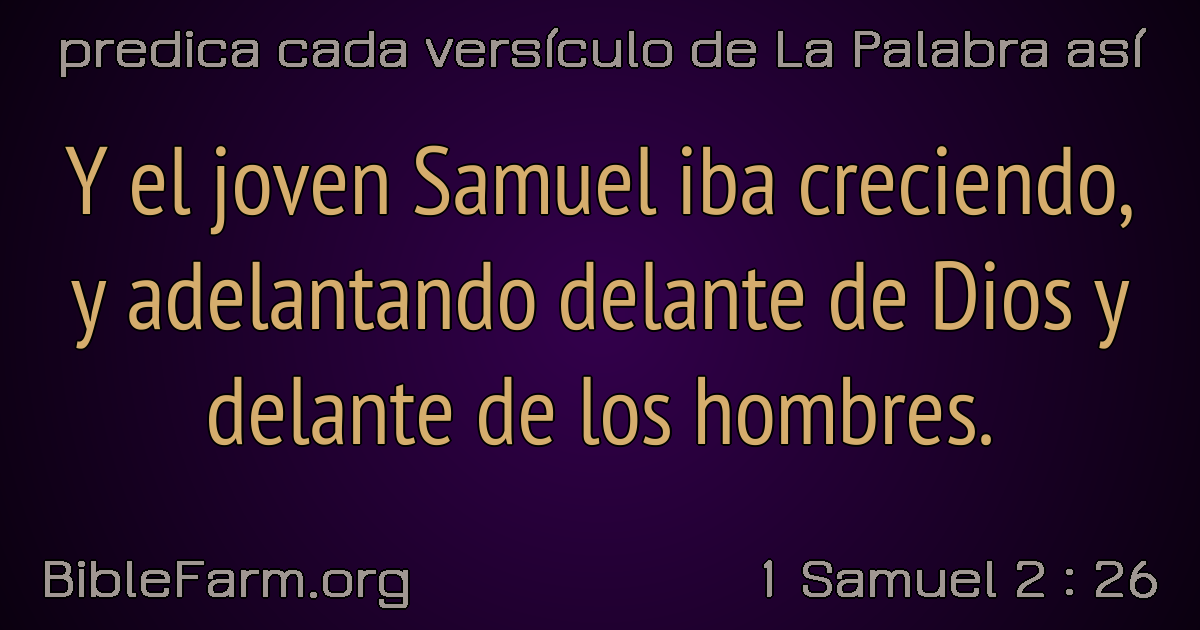 predica cada versículo de La Palabra así
Y el joven Samuel iba creciendo,
y adelantando delante de Dios y
delante de los hombres.
BibleFarm.org
1 Samuel 2 : 26